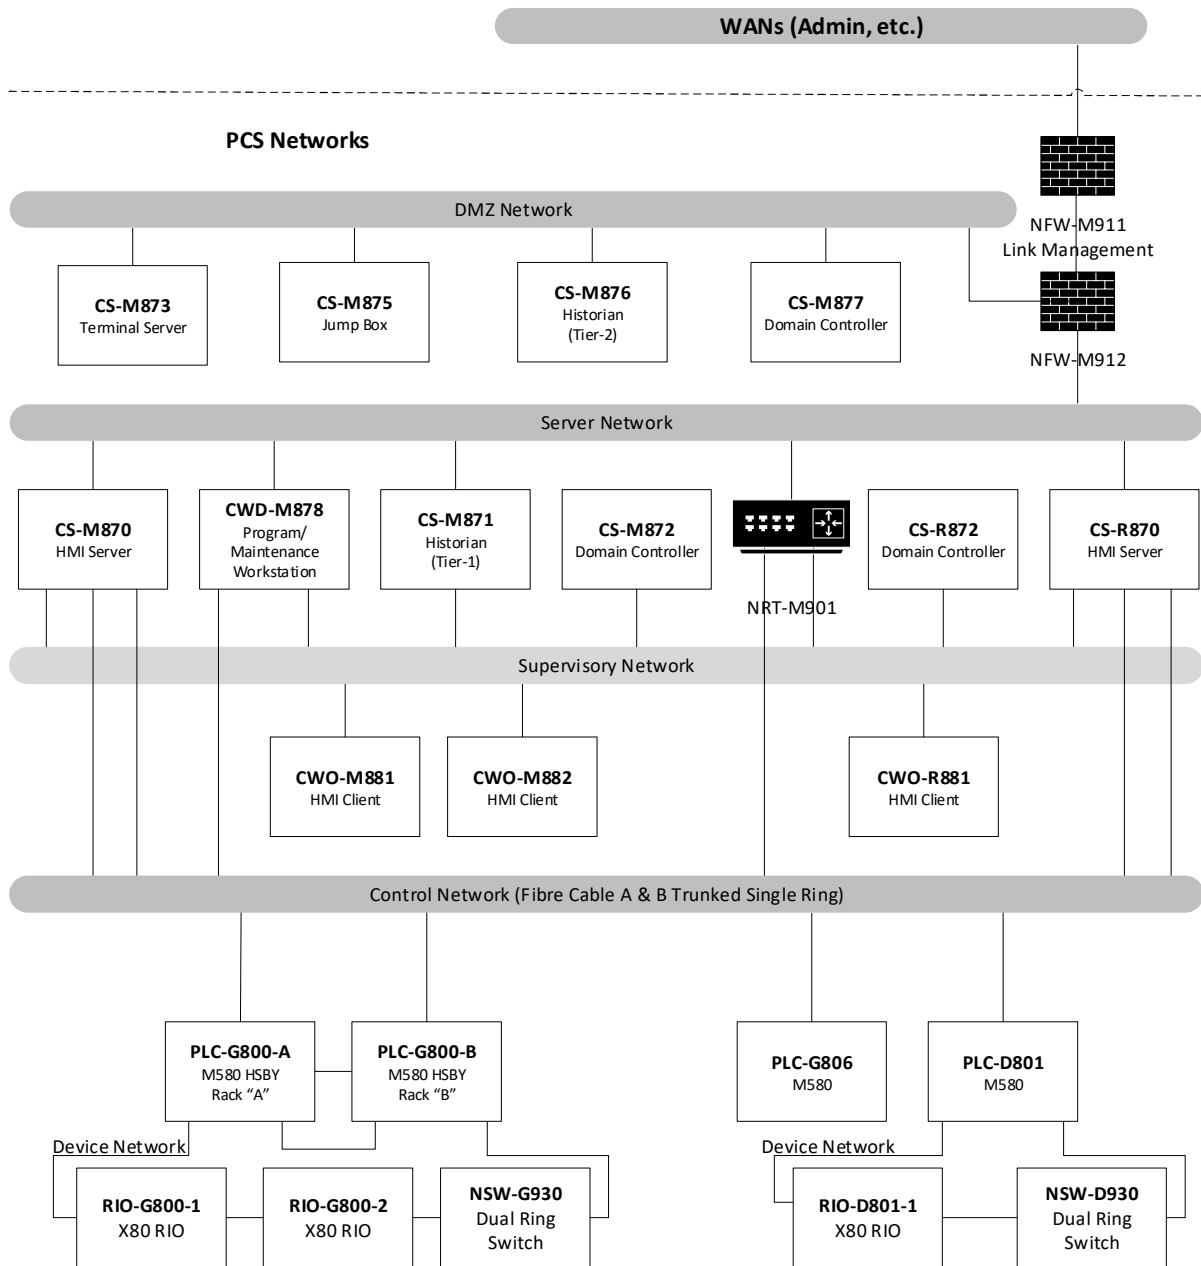 WANs (Admin, etc.)
PCS Networks
DMZ Network
NFW-M911
Link Management
CS-M873
Terminal Server
CS-M875
Jump Box
CS-M876
Historian
(Tier-2)
CS-M877
Domain Controller
NFW-M912
Server Network
CS-M870
HMI Server
CWD-M878
Program/
Maintenance
Workstation
CS-M871
Historian
(Tier-1)
CS-M872
Domain Controller
NRT-M901
CS-R872
Domain Controller
CS-R870
HMI Server
Supervisory Network
CWO-M881
HMI Client
CWO-M882
HMI Client
CWO-R881
HMI Client
Control Network (Fibre Cable A & B Trunked Single Ring)
PLC-G800-A
M580 HSBY
Rack “A”
PLC-G800-B
M580 HSBY
Rack “B”
PLC-G806
M580
PLC-D801
M580
Device Network
Device Network
RIO-G800-1
X80 RIO
RIO-G800-2
X80 RIO
NSW-G930
Dual Ring
Switch
RIO-D801-1
X80 RIO
NSW-D930
Dual Ring
Switch